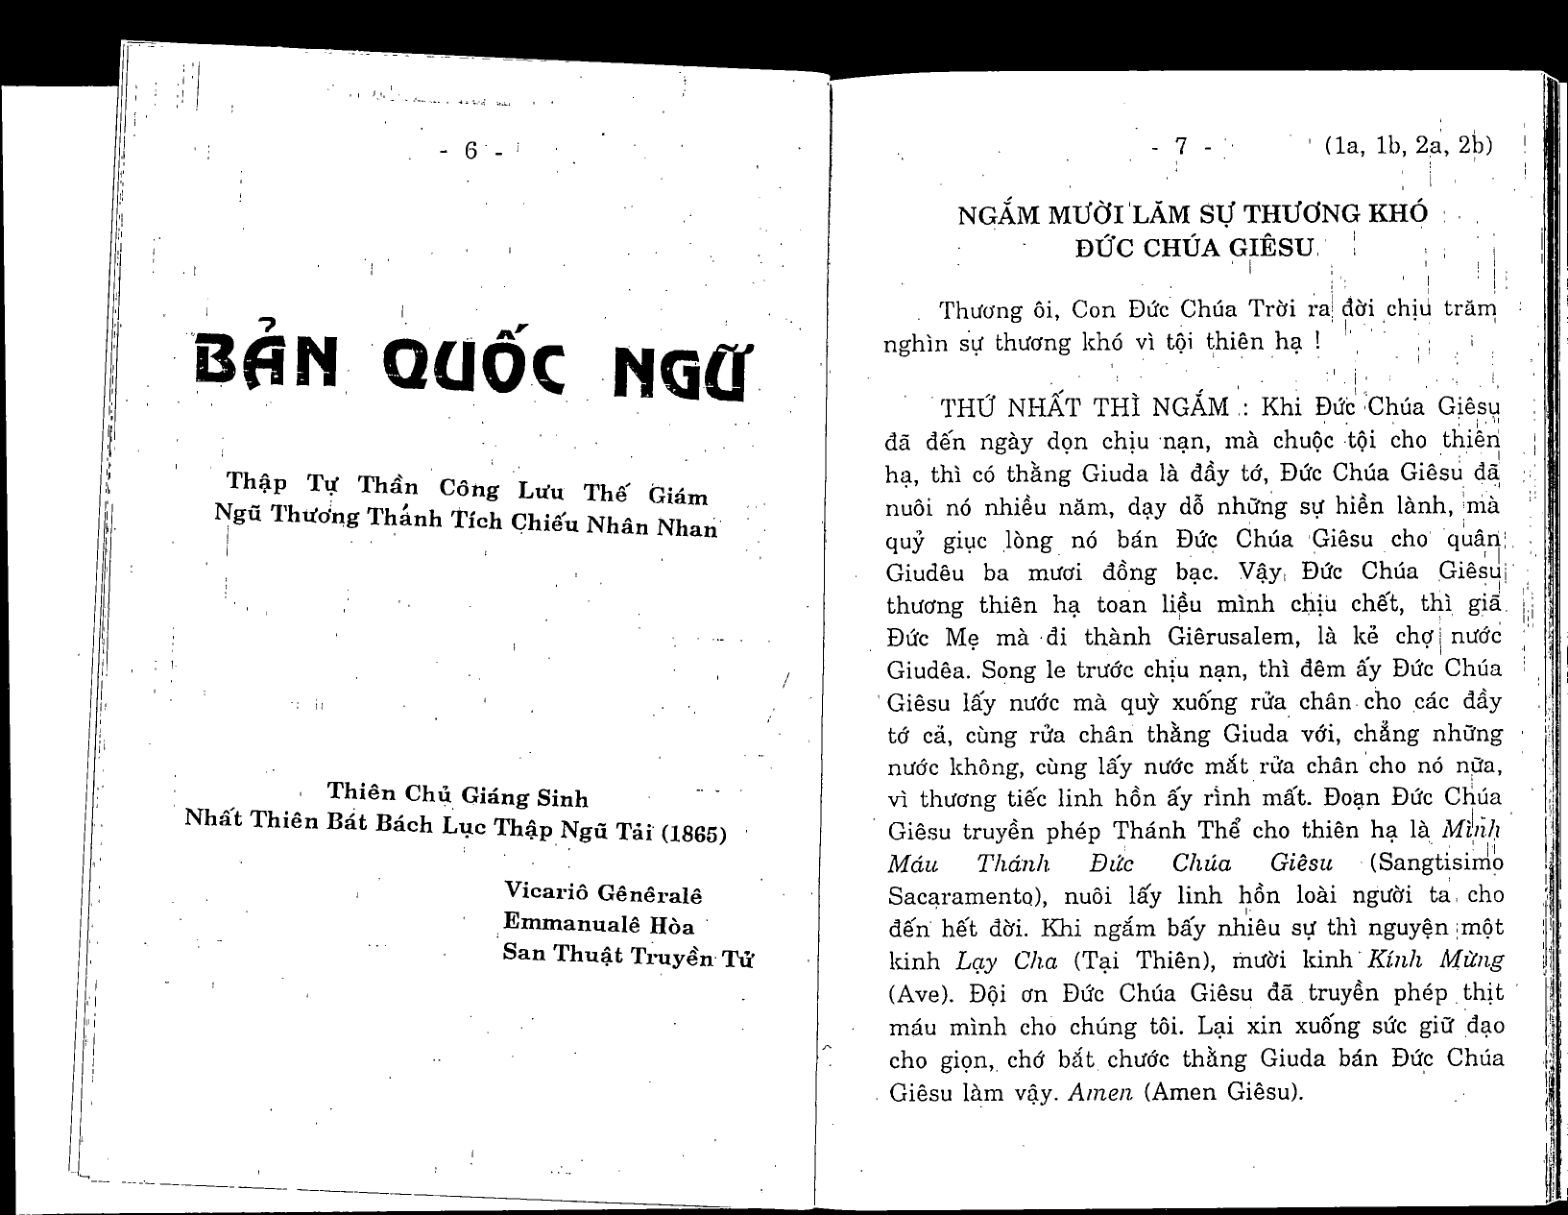 - 6 -
BẢN QUỐC NGỮ
Thập Tự Thần Công Lưu Thế Giám
Ngũ Thương Thánh Tích Chiếu Nhân Nhan
Thiên Chủ Giáng Sinh
Nhất Thiên Bát Bách Lục Thập Ngũ Tải (1865)
Vicariô Gênêralê
Emmanualê Hòa
San Thuật Truyền Tử
- 7 - (1a, 1b, 2a, 2b)
NGẮM MƯỜI LĂM SỰ THƯƠNG KHÓ
ĐỨC CHÚA GIÊSU
Thương ôi, Con Đức Chúa Trời ra đời chịu trăm
nghìn sự thương khó vì tội thiên hạ !
THỨ NHẤT THÌ NGẮM : Khi Đức Chúa Giêsu
đã đến ngày dọn chịu nạn, mà chuộc tội cho thiên
hạ, thì có thằng Giuda là đầy tớ, Đức Chúa Giêsu đã
nuôi nó nhiều năm, dạy dỗ những sự hiền lành, mà
quỷ giục lòng nó bán Đức Chúa Giêsu cho quân
Giudêu ba mươi đồng bạc. Vậy Đức Chúa Giêsu
thương thiên hạ toan liều mình chịu chết, thì giã
Đức Mẹ mà đi thành Giêrusalem, là kẻ chợ nước
Giudêa. Song le trước chịu nạn, thì đêm ấy Đức Chúa
Giêsu lấy nước mà quỳ xuống rửa chân cho các đầy
tớ cả, cùng rửa chân thằng Giuda với, chẳng những
nước không, cùng lấy nước mắt rửa chân cho nó nữa,
vì thương tiếc linh hồn ấy rình mất. Đoạn Đức Chúa
Giêsu truyền phép Thánh Thể cho thiên hạ là Mình
Máu Thánh Đức Chúa Giêsu (Sangtisimo
Sacaramento), nuôi lấy linh hồn loài người ta cho
đến hết đời. Khi ngắm bấy nhiêu sự thì nguyện một
kinh Lạy Cha (Tại Thiên), mười kinh Kính Mừng
(Ave). Đội ơn Đức Chúa Giêsu đã truyền phép thịt
máu mình cho chúng tôi. Lại xin xuống sức giữ đạo
cho giọn, chớ bắt chước thằng Giuda bán Đức Chúa
Giêsu làm vậy. Amen (Amen Giêsu).